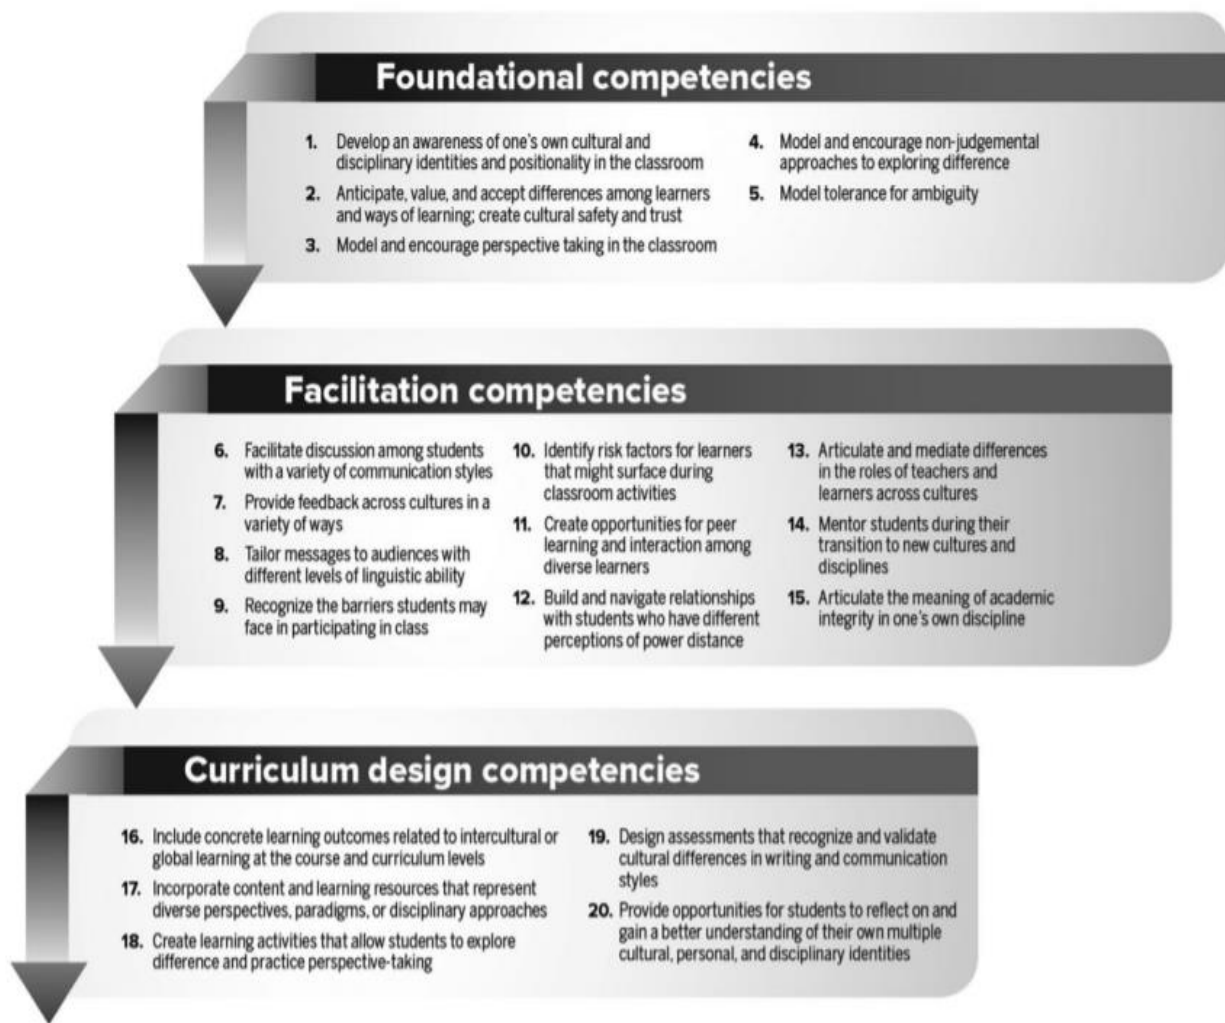 Foundational competencies
1. Develop an awareness of one's own cultural and
disciplinary identities and positionality in the classroom
2. Anticipate, value, and accept differences among learners
and ways of learning; create cultural safety and trust
3. Model and encourage perspective taking in the classroom
4. Model and encourage non-judgemental
approaches to exploring difference
5. Model tolerance for ambiguity
Facilitation competencies
6. Facilitate discussion among students
with a variety of communication styles
7. Provide feedback across cultures in a
variety of ways
8. Tailor messages to audiences with
different levels of linguistic ability
9. Recognize the barriers students may
face in participating in class
10. Identify risk factors for learners
that might surface during
classroom activities
11. Create opportunities for peer
learning and interaction among
diverse learners
12. Build and navigate relationships
with students who have different
perceptions of power distance
13. Articulate and mediate differences
in the roles of teachers and
learners across cultures
14. Mentor students during their
transition to new cultures and
disciplines
15. Articulate the meaning of academic
integrity in one's own discipline
Curriculum design competencies
16. Include concrete learning outcomes related to intercultural or
global learning at the course and curriculum levels
17. Incorporate content and learning resources that represent
diverse perspectives, paradigms, or disciplinary approaches
18. Create learning activities that allow students to explore
difference and practice perspective-taking
19. Design assessments that recognize and validate
cultural differences in writing and communication
styles
20. Provide opportunities for students to reflect on and
gain a better understanding of their own multiple
cultural, personal, and disciplinary identities